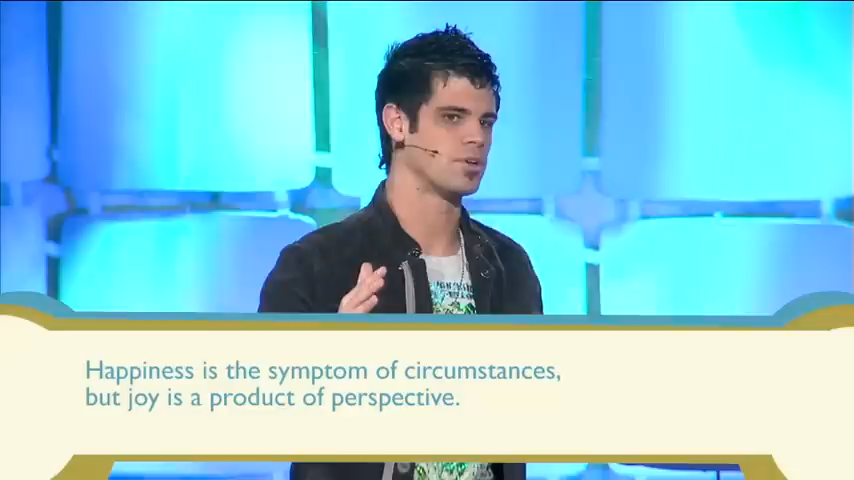 Happiness is the symptom of circumstances,
but joy is a product of perspective.